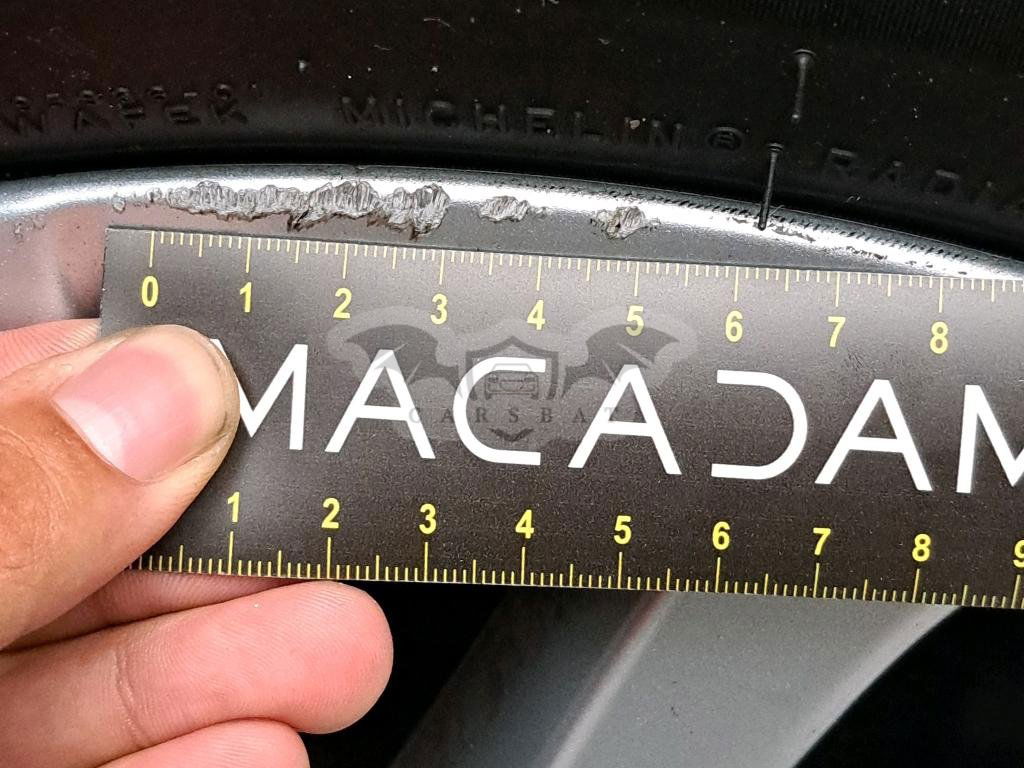 MICHELIN® RADIA
0 1 2 3 4 5 6 7 8
MACADAM
CARSBAT
1 2 3 4 5 6 7 8 9